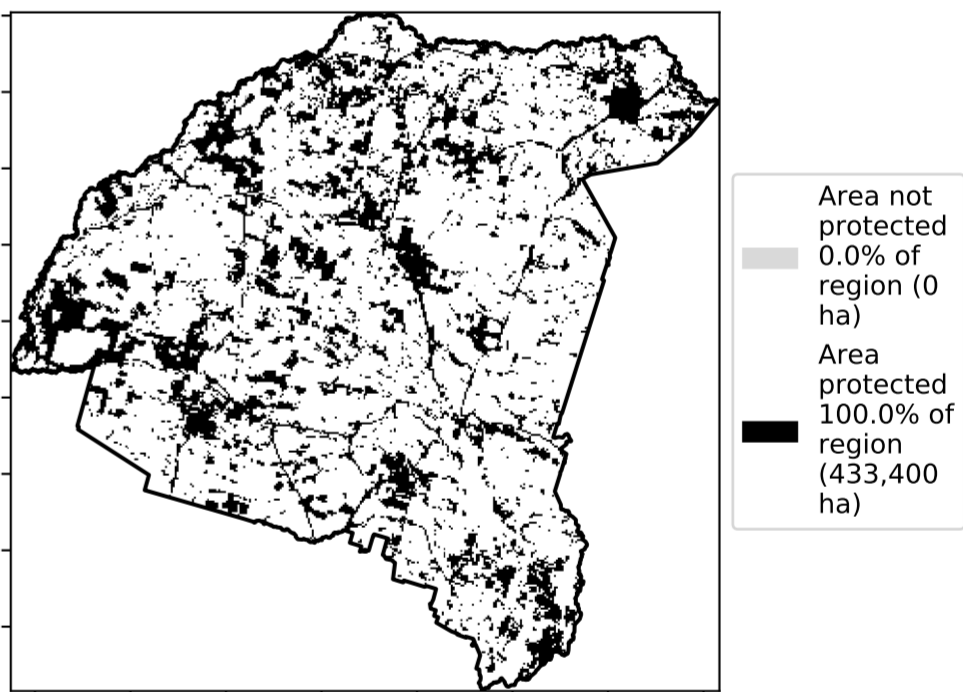 Area not
protected
0.0% of
region (0
ha)
Area
protected
100.0% of
region
(433,400
ha)